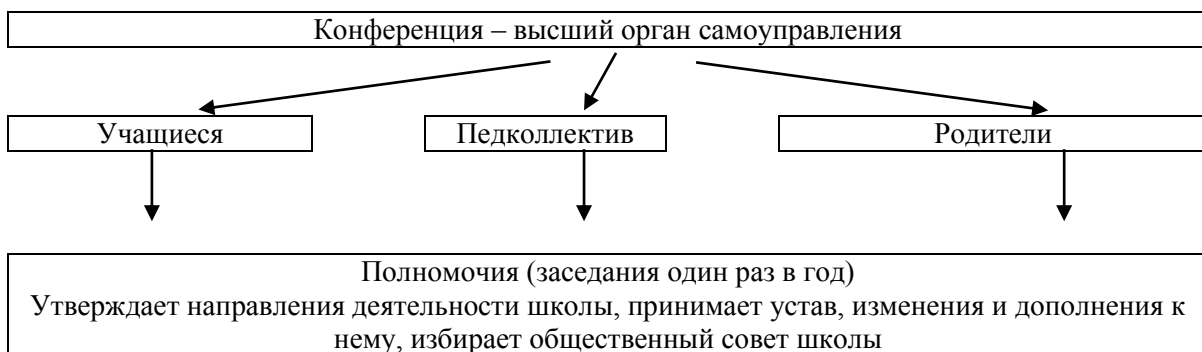 Конференция – высший орган самоуправления
Учащиеся
Педколлектив
Родители
Полномочия (заседания один раз в год)
Утверждает направления деятельности школы, принимает устав, изменения и дополнения к
нему, избирает общественный совет школы